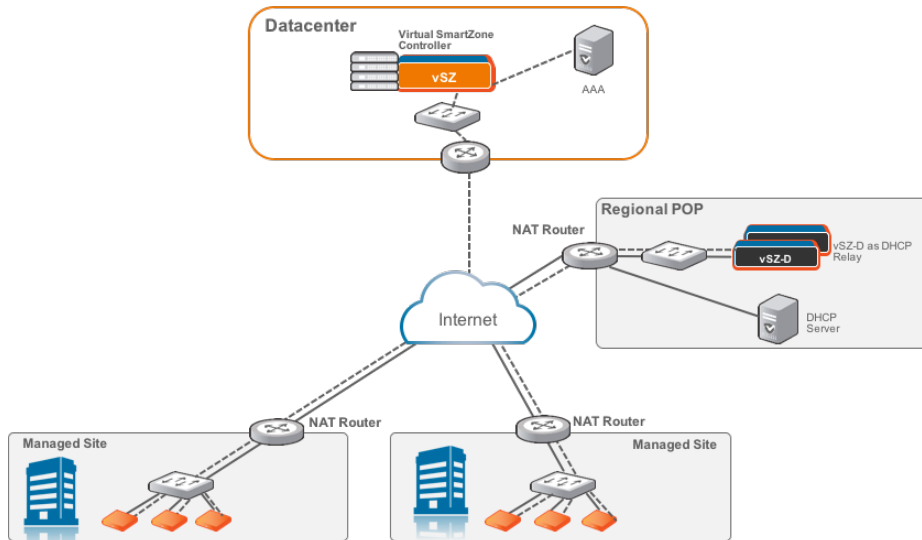 Datacenter
Virtual SmartZone
Controller
vSZ
AAA
Regional POP
NAT Router
vSZ-D as DHCP
Relay
vSZ-D
DHCP
Server
Internet
NAT Router
Managed Site
NAT Router
Managed Site